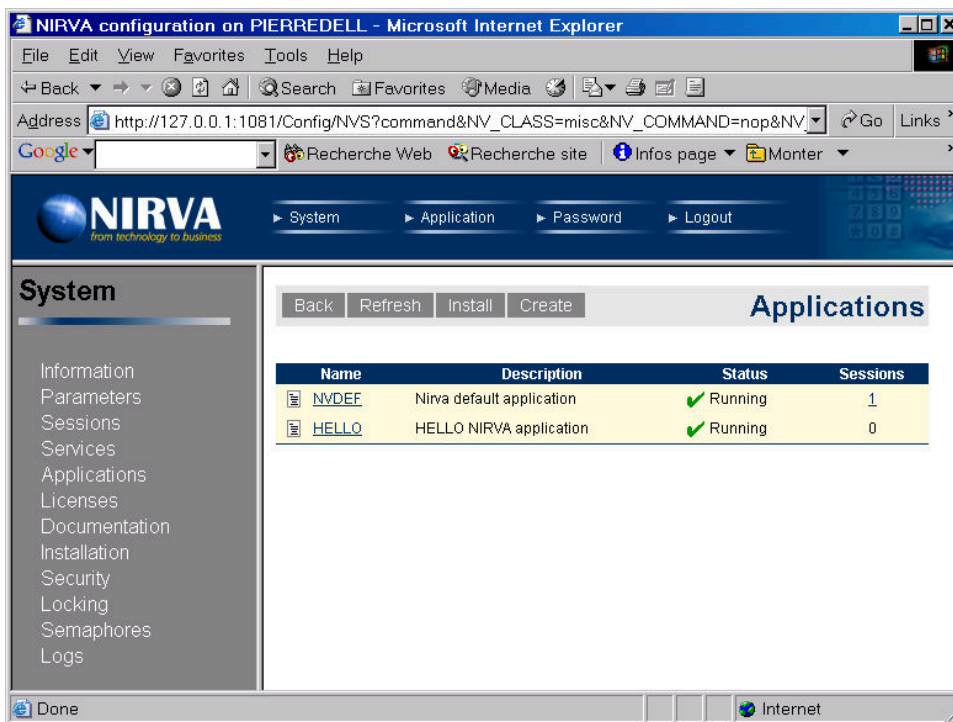 NIRVA configuration on PIERREDELL - Microsoft Internet Explorer
File Edit View Favorites Tools Help
Back Search Favorites Media
Address http://127.0.0.1:1081/Config/NVS?command&NV_CLASS=misc&NV_COMMAND=nop&NV_ Go Links
Google Recherche Web Recherche site Infos page Monter
NIRVA
from technology to business
System Application Password Logout
System
Back Refresh Install Create
Applications
Information
Parameters
Sessions
Services
Applications
Licenses
Documentation
Installation
Security
Locking
Semaphores
Logs
Name Description Status Sessions
NVDEF Nirva default application Running 1
HELLO HELLO NIRVA application Running 0
Done Internet